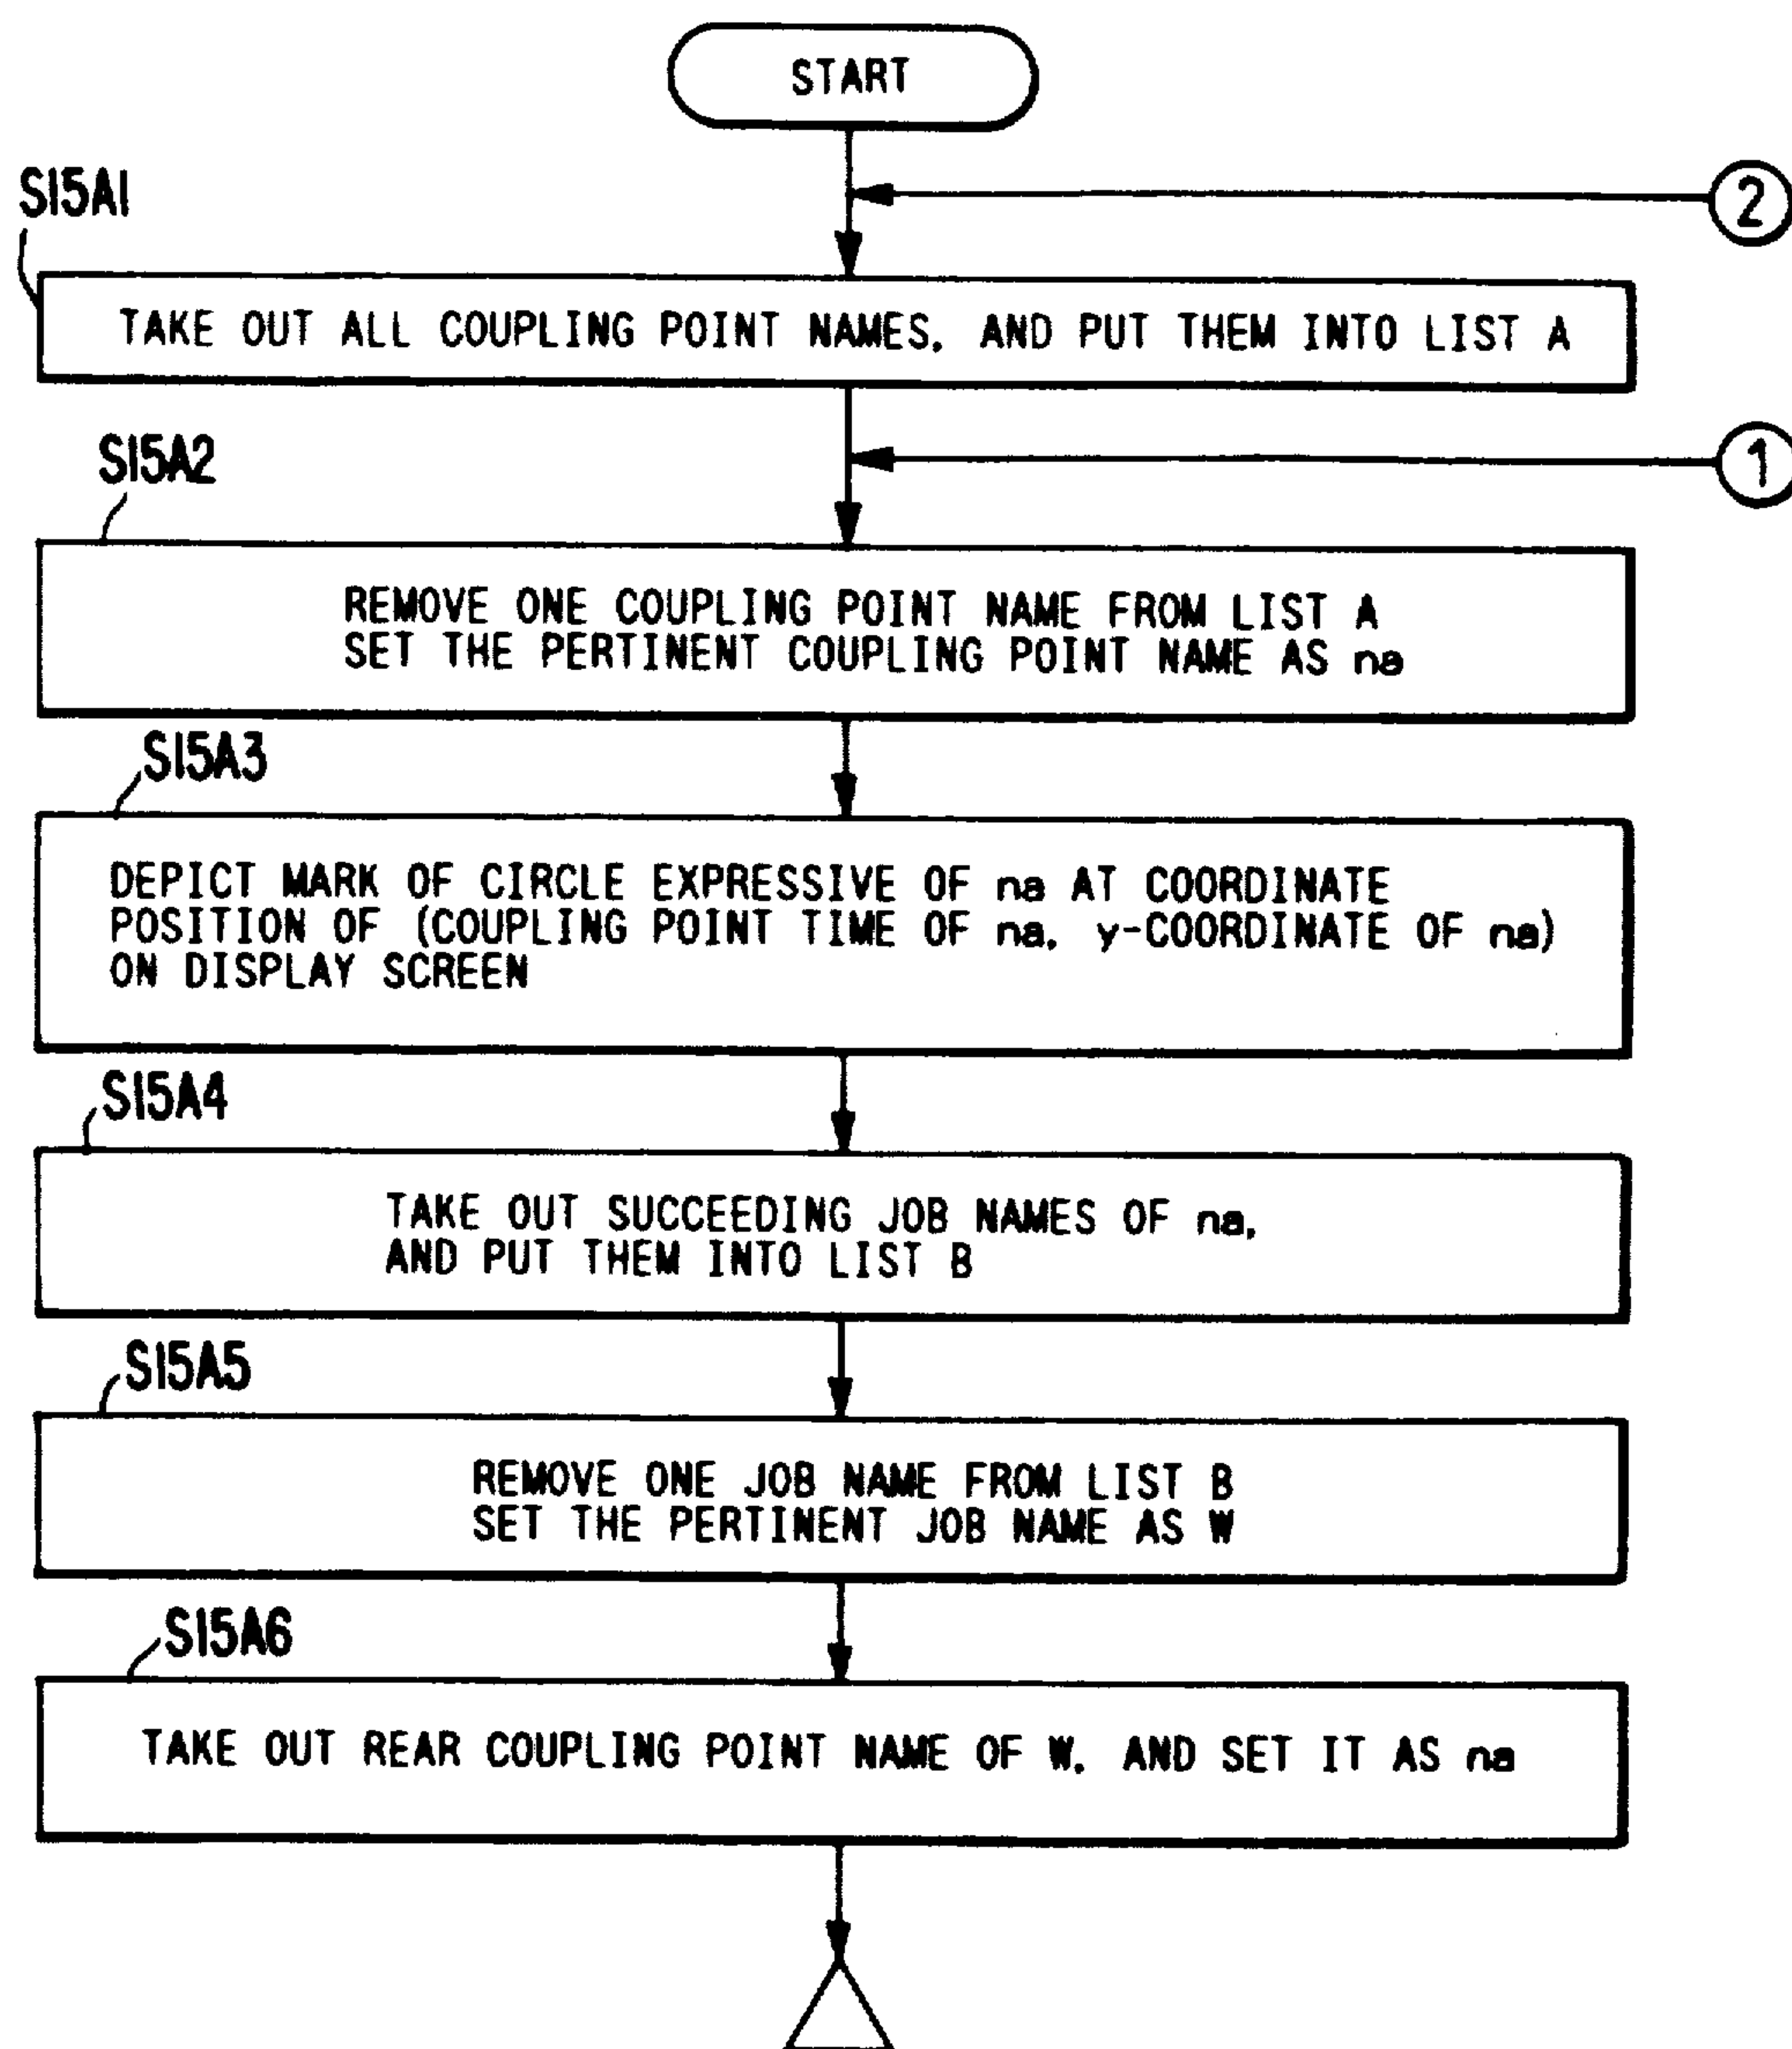 START
2
S15A1
TAKE OUT ALL COUPLING POINT NAMES, AND PUT THEM INTO LIST A
1
S15A2
REMOVE ONE COUPLING POINT NAME FROM LIST A
SET THE PERTINENT COUPLING POINT NAME AS na
S15A3
DEPICT MARK OF CIRCLE EXPRESSIVE OF na AT COORDINATE
POSITION OF (COUPLING POINT TIME OF na, y-COORDINATE OF na)
ON DISPLAY SCREEN
S15A4
TAKE OUT SUCCEEDING JOB NAMES OF na,
AND PUT THEM INTO LIST B
S15A5
REMOVE ONE JOB NAME FROM LIST B
SET THE PERTINENT JOB NAME AS W
S15A6
TAKE OUT REAR COUPLING POINT NAME OF W, AND SET IT AS na